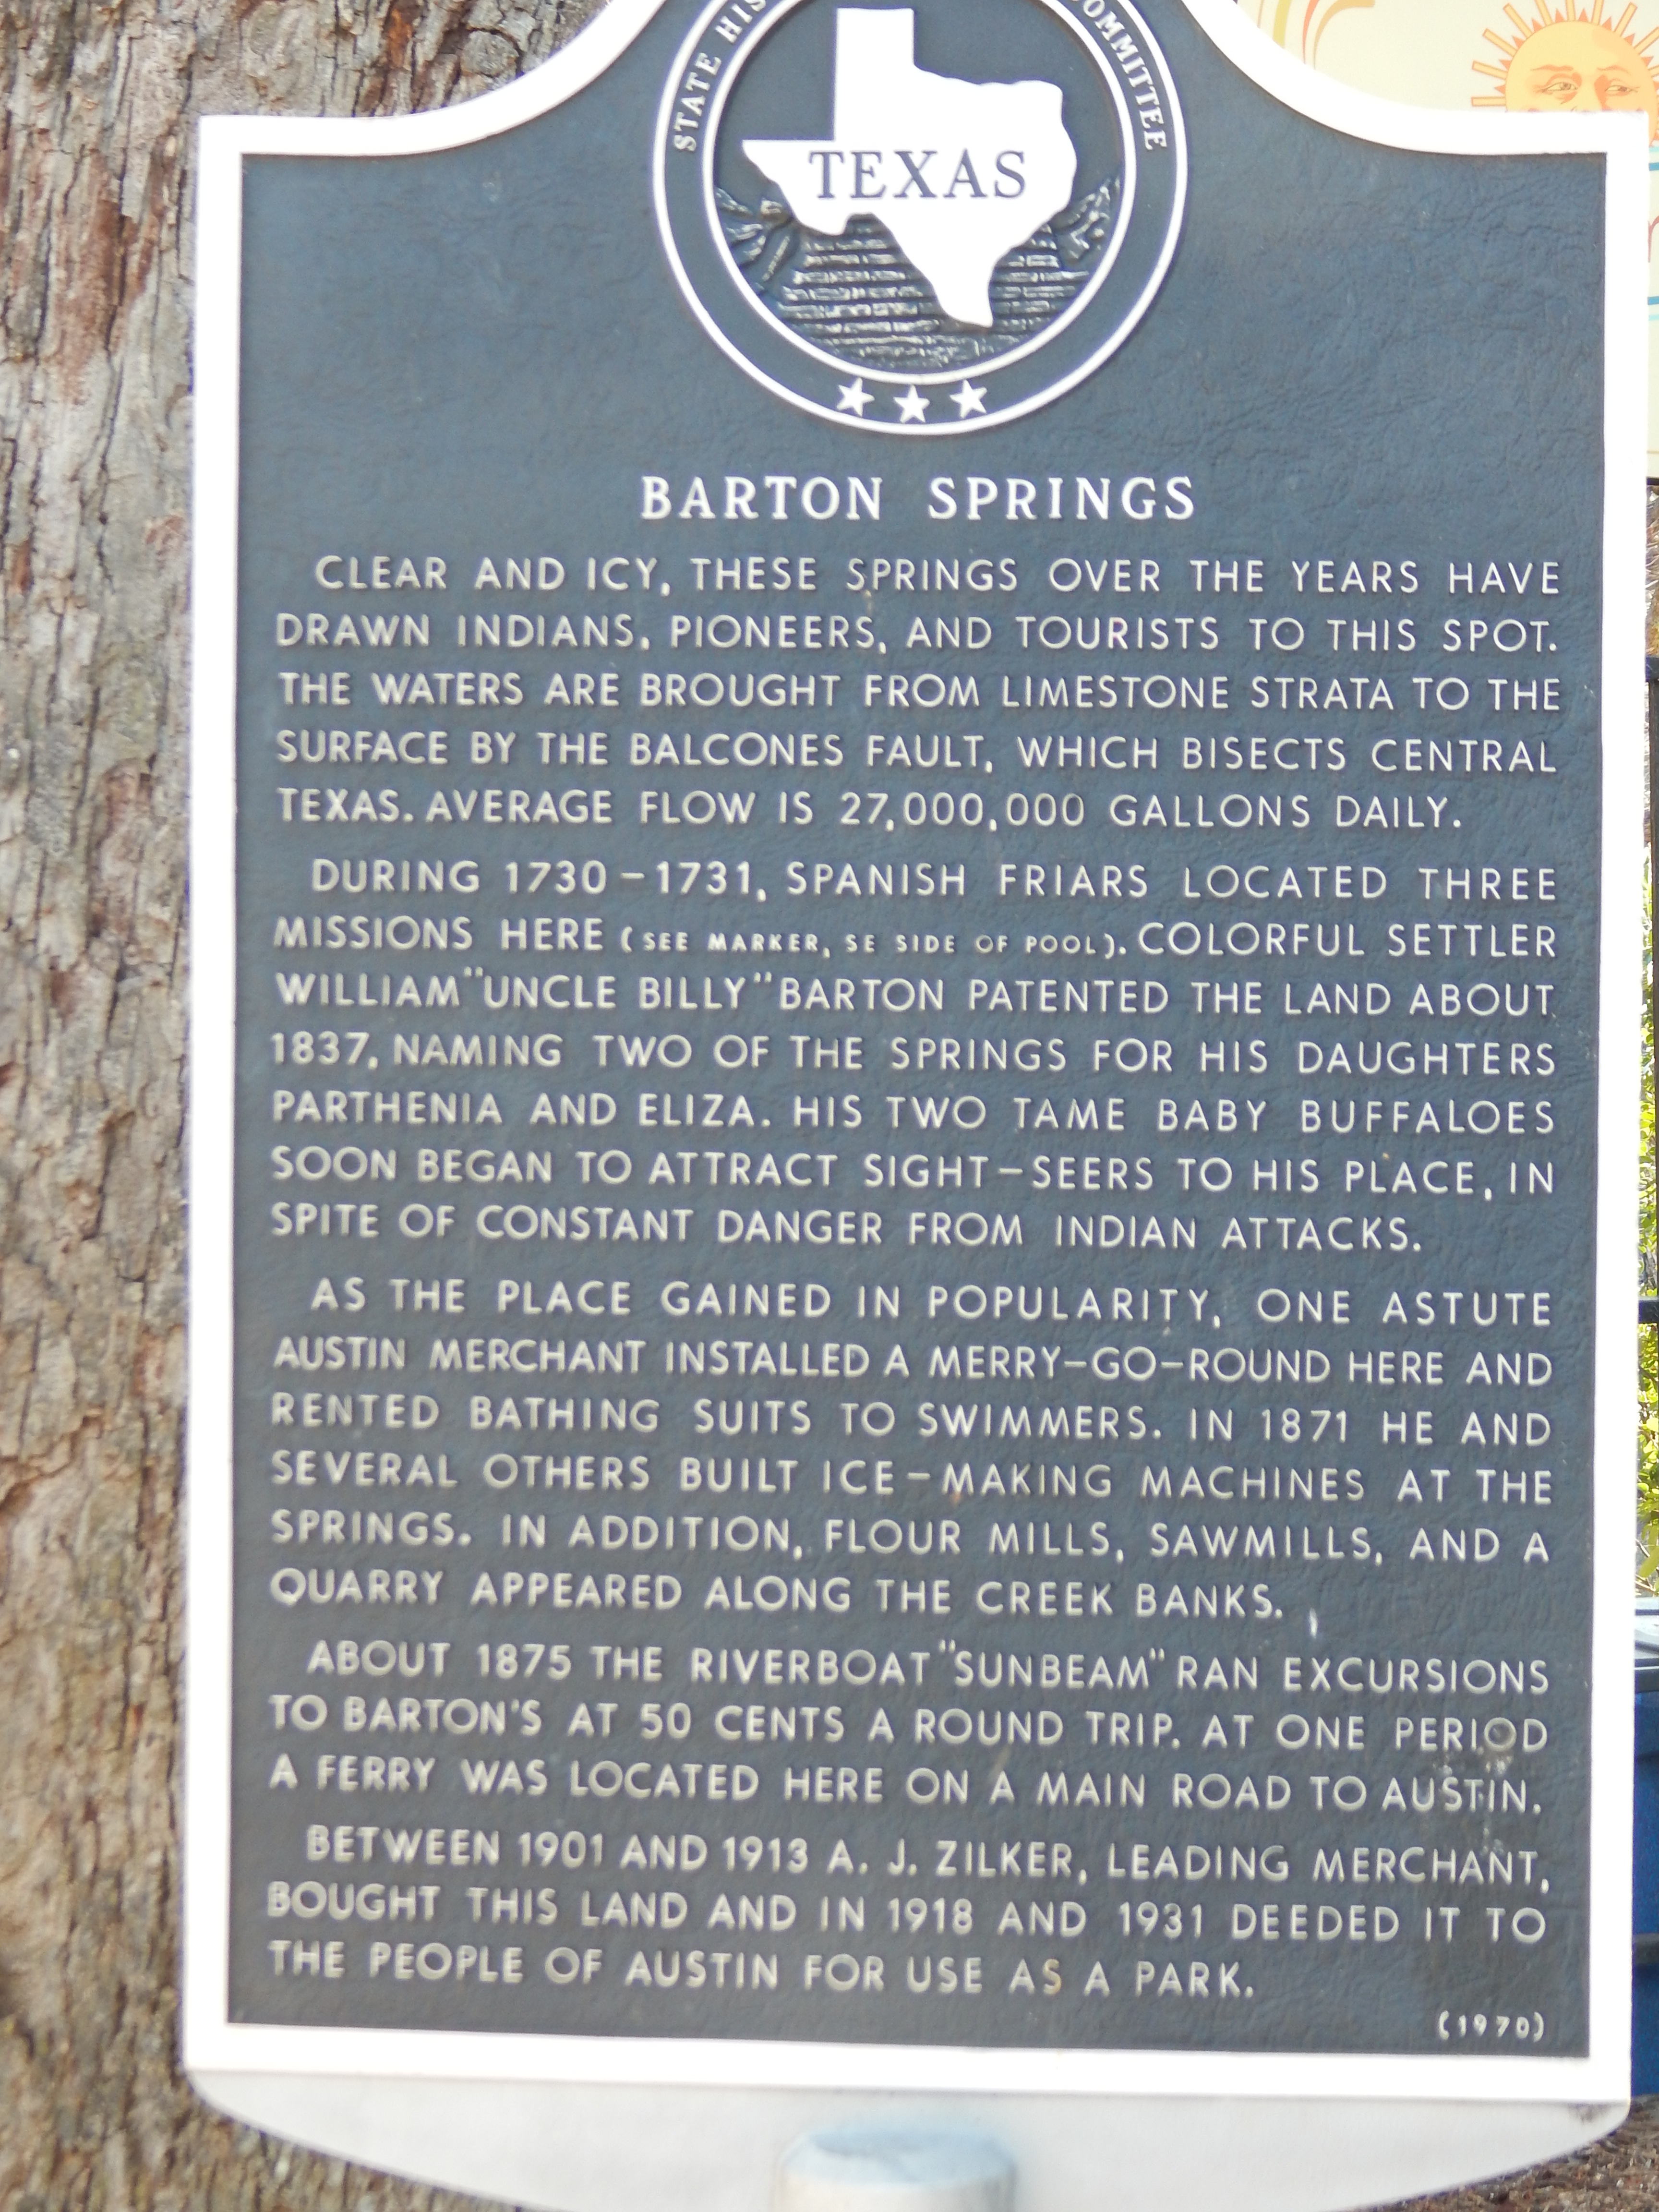 STATE HIS
OMMITTEE
TEXAS
BARTON SPRINGS
CLEAR AND ICY, THESE SPRINGS OVER THE YEARS HAVE
DRAWN INDIANS, PIONEERS, AND TOURISTS TO THIS SPOT.
THE WATERS ARE BROUGHT FROM LIMESTONE STRATA TO THE
SURFACE BY THE BALCONES FAULT, WHICH BISECTS CENTRAL
TEXAS. AVERAGE FLOW IS 27,000,000 GALLONS DAILY.
DURING 1730-1731, SPANISH FRIARS LOCATED THREE
MISSIONS HERE (SEE MARKER, SE SIDE OF POOL). COLORFUL SETTLER
WILLIAM "UNCLE BILLY" BARTON PATENTED THE LAND ABOUT
1837, NAMING TWO OF THE SPRINGS FOR HIS DAUGHTERS
PARTHENIA AND ELIZA. HIS TWO TAME BABY BUFFALOES
SOON BEGAN TO ATTRACT SIGHT-SEERS TO HIS PLACE, IN
SPITE OF CONSTANT DANGER FROM INDIAN ATTACKS.
AS THE PLACE GAINED IN POPULARITY, ONE ASTUTE
AUSTIN MERCHANT INSTALLED A MERRY-GO-ROUND HERE AND
RENTED BATHING SUITS TO SWIMMERS. IN 1871 HE AND
SEVERAL OTHERS BUILT ICE-MAKING MACHINES AT THE
SPRINGS. IN ADDITION, FLOUR MILLS, SAWMILLS, AND A
QUARRY APPEARED ALONG THE CREEK BANKS.
ABOUT 1875 THE RIVERBOAT "SUNBEAM" RAN EXCURSIONS
TO BARTON'S AT 50 CENTS A ROUND TRIP. AT ONE PERIOD
A FERRY WAS LOCATED HERE ON A MAIN ROAD TO AUSTIN.
BETWEEN 1901 AND 1913 A. J. ZILKER, LEADING MERCHANT,
BOUGHT THIS LAND AND IN 1918 AND 1931 DEEDED IT TO
THE PEOPLE OF AUSTIN FOR USE AS A PARK.
(1970)